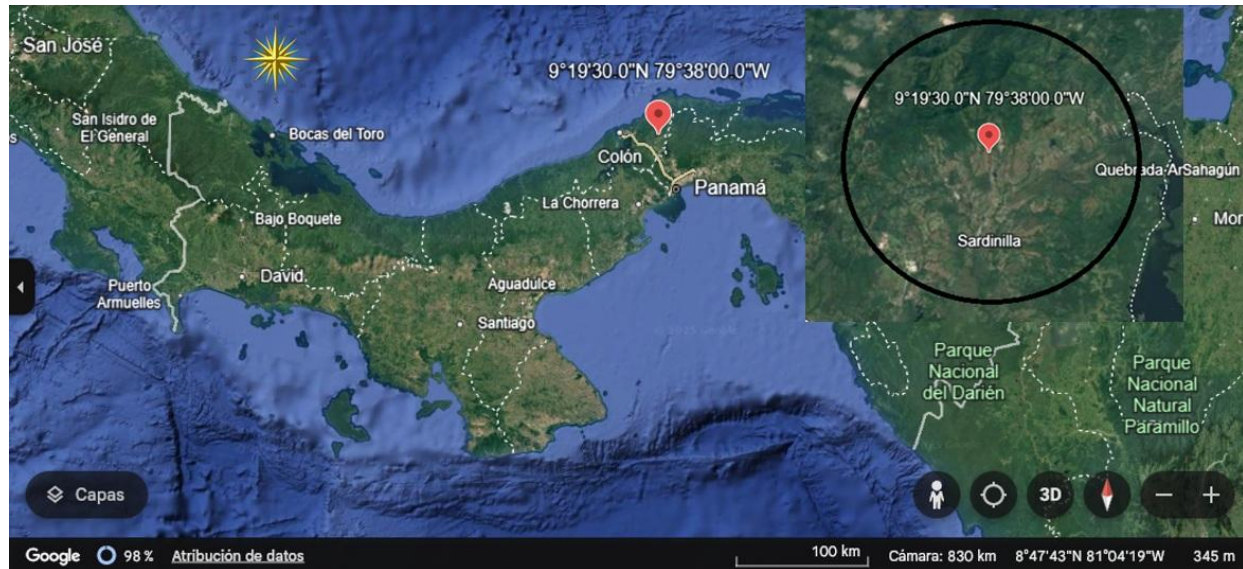 San José
San Isidro de
El General
Bocas del Toro
Bajo Boquete
David
Puerto
Armuelles
9°19'30.0"N 79°38'00.0"W
Colón
Panamá
La Chorrera
Aguadulce
Santiago
9°19'30.0"N 79°38'00.0"W
Quebrada Ar
Sahagún
Sardinilla
Mor
Parque
Nacional
del Darién
Parque
Nacional
Natural
Paramillo
Capas
3D
Google
98 %
Atribución de datos
100 km
Cámara: 830 km
8°47'43"N 81°04'19"W
345 m